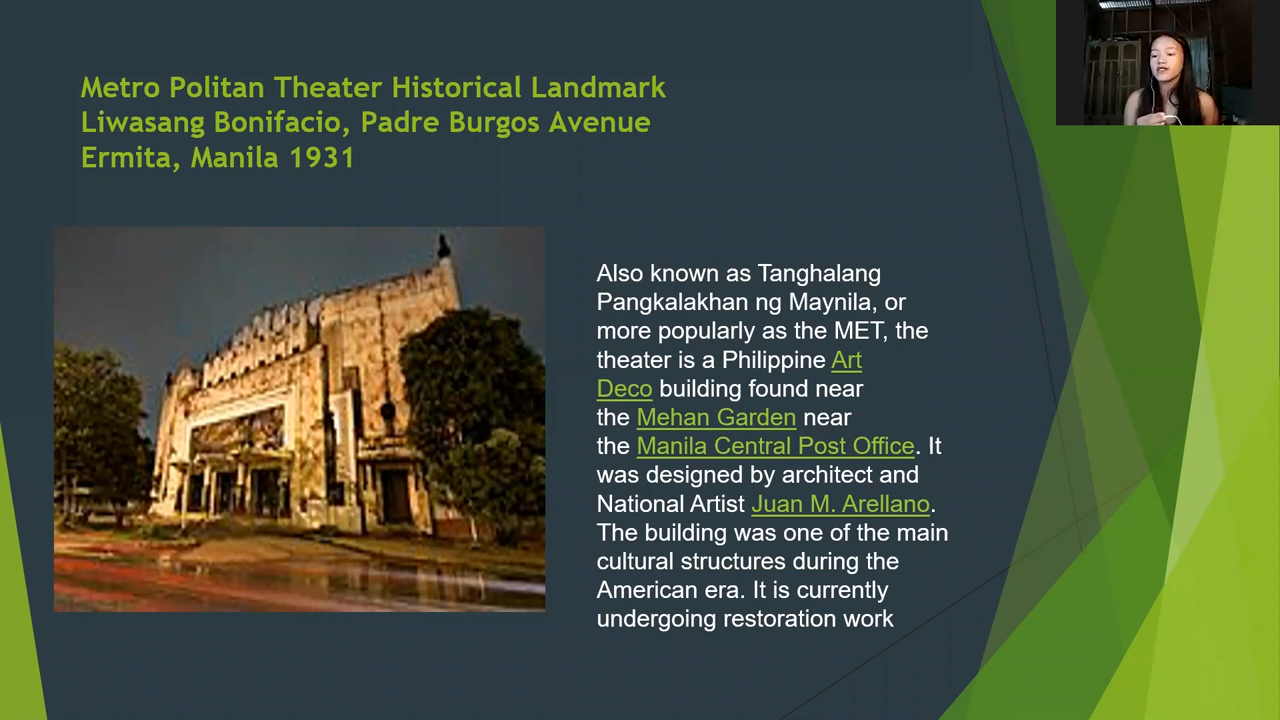 Metro Politan Theater Historical Landmark
Liwasang Bonifacio, Padre Burgos Avenue
Ermita, Manila 1931
Also known as Tanghalang
Pangkalakhan ng Maynila, or
more popularly as the MET, the
theater is a Philippine Art
Deco building found near
the Mehan Garden near
the Manila Central Post Office. It
was designed by architect and
National Artist Juan M. Arellano.
The building was one of the main
cultural structures during the
American era. It is currently
undergoing restoration work